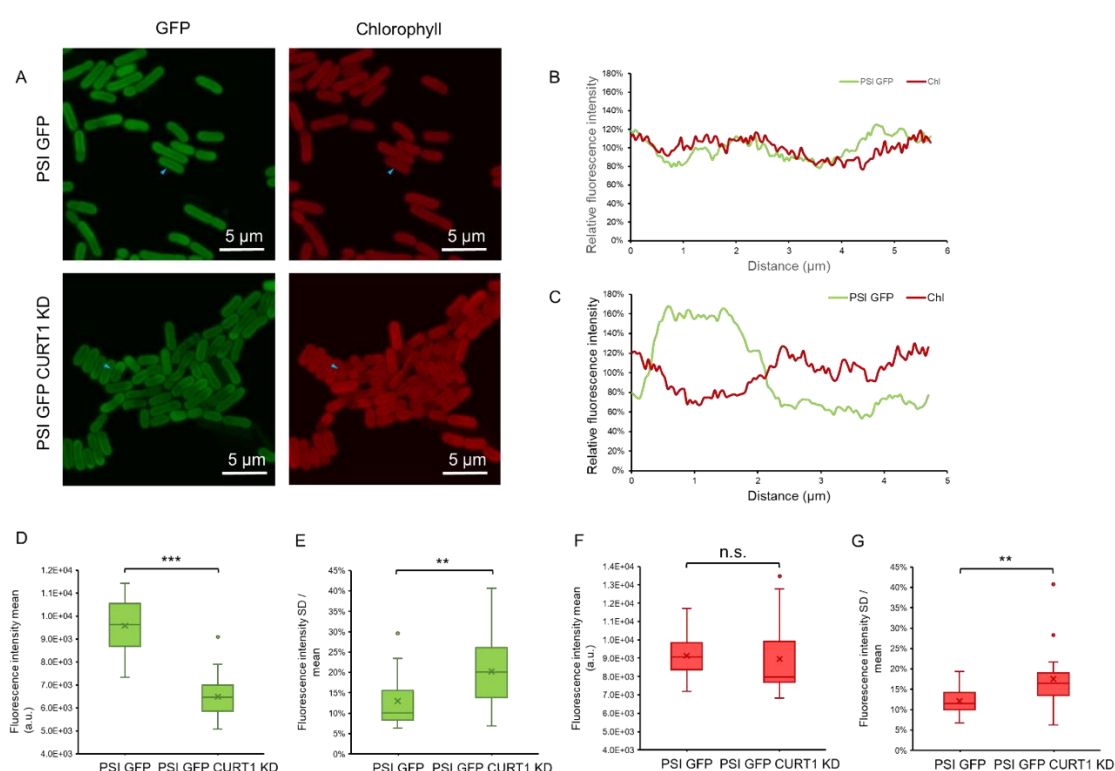 GFP
Chlorophyll
A
PSI GFP
5 µm
5 µm
PSI GFP CURT1 KD
5 µm
5 µm
B
PSI GFP
Chl
Relative fluorescence intensity
180%
160%
140%
120%
100%
80%
60%
40%
20%
0%
0
1
2
3
4
5
6
Distance (µm)
C
PSI GFP
Chl
Relative fluorescence intensity
180%
160%
140%
120%
100%
80%
60%
40%
20%
0%
0
1
2
3
4
5
Distance (µm)
D
***
Fluorescence intensity mean
(a.u.)
1.2E+04
1.1E+04
1.0E+04
9.0E+03
8.0E+03
7.0E+03
6.0E+03
5.0E+03
4.0E+03
PSI GFP
PSI GFP CURT1 KD
E
**
Fluorescence intensity SD /
mean
45%
40%
35%
30%
25%
20%
15%
10%
5%
0%
PSI GFP
PSI GFP CURT1 KD
F
n.s.
Fluorescence intensity mean
(a.u.)
1.4E+04
1.3E+04
1.2E+04
1.1E+04
1.0E+04
9.0E+03
8.0E+03
7.0E+03
6.0E+03
5.0E+03
4.0E+03
PSI GFP
PSI GFP CURT1 KD
G
**
Fluorescence intensity SD /
mean
45%
40%
35%
30%
25%
20%
15%
10%
5%
0%
PSI GFP
PSI GFP CURT1 KD